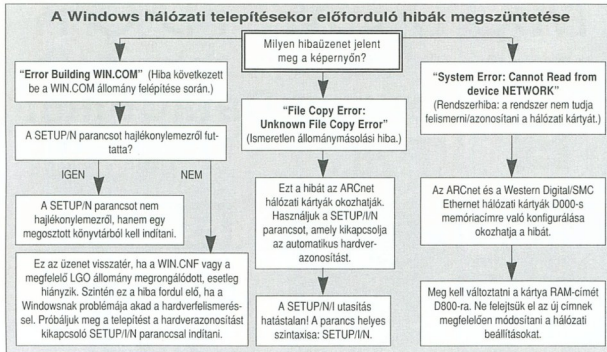 A Windows hálózati telepítésekor előforduló hibák megszüntetése
Milyen hibaüzenet jelent
meg a képernyőn?
“Error Building WIN.COM” (Hiba következett
be a WIN.COM állomány felépítése során.)
A SETUP/N parancsot hajlékonylemezről fut-
tatta?
IGEN
NEM
A SETUP/N parancsot nem
hajlékonylemezről, hanem egy
megosztott könyvtárból kell indítani.
Ez az üzenet visszatér, ha a WIN.CNF vagy a
megfelelő LGO állomány megrongálódott, esetleg
hiányzik. Szintén ez a hiba fordul elő, ha a
Windowsnak problémája akad a hardverfelismerés-
sel. Próbáljuk meg a telepítést a hardverazonosítást
kikapcsoló SETUP/I/N paranccsal indítani.
“File Copy Error:
Unknown File Copy Error”
(Ismeretlen állománymásolási hiba.)
Ezt a hibát az ARCnet
hálózati kártyák okozhatják.
Használjuk a SETUP/I/N
parancsot, amely kikapcsolja
az automatikus hardver-
azonosítást.
A SETUP/N/I utasítás
hatástalan! A parancs helyes
szintaxisa: SETUP/I/N.
“System Error: Cannot Read from
device NETWORK”
(Rendszerhiba: a rendszer nem tudja
felismerni/azonosítani a hálózati kártyát.)
Az ARCnet és a Western Digital/SMC
Ethernet hálózati kártyák D000-s
memóriacímre való konfigurálása
okozhatja a hibát.
Meg kell változtatni a kártya RAM-címét
D800-ra. Ne felejtsük el az új címnek
megfelelően módosítani a hálózati
beállításokat.